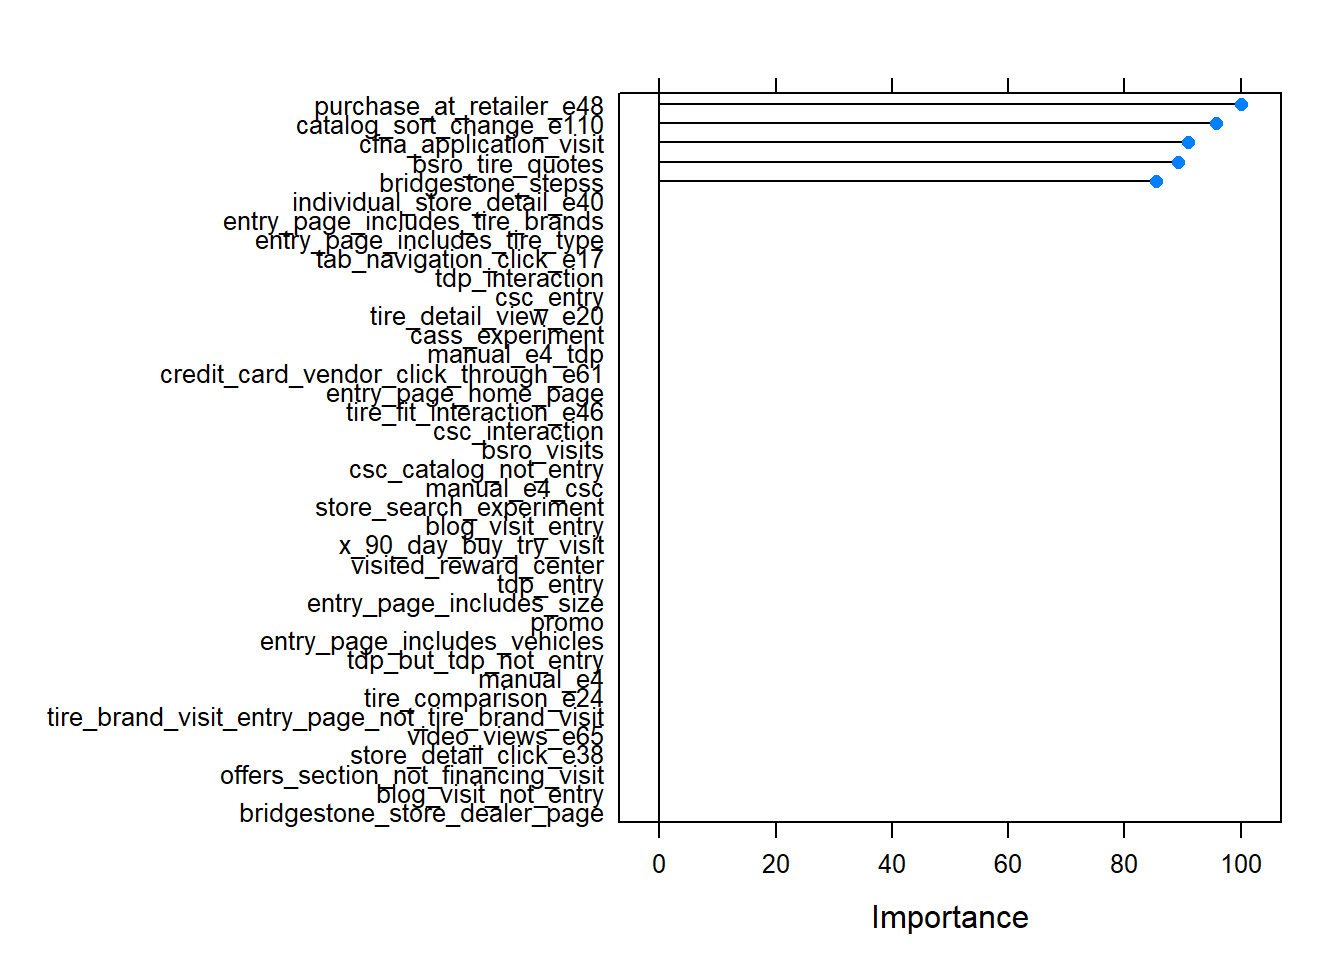 purchase_at_retailer_e48
catalog_sort_change_e110
cfna_application_visit
bsro_tire_quotes
bridgestone_stepss
individual_store_detail_e40
entry_page_includes_tire_brands
entry_page_includes_tire_type
tab_navigation_click_e17
tdp_interaction
csc_entry
tire_detail_view_e20
cass_experiment
manual_e4_tdp
credit_card_vendor_click_through_e61
entry_page_home_page
tire_fit_interaction_e46
csc_interaction
bsro_visits
csc_catalog_not_entry
manual_e4_csc
store_search_experiment
blog_visit_entry
x_90_day_buy_try_visit
visited_reward_center
tdp_entry
entry_page_includes_size
promo
entry_page_includes_vehicles
tdp_but_tdp_not_entry
manual_e4
tire_comparison_e24
tire_brand_visit_entry_page_not_tire_brand_visit
video_views_e65
store_detail_click_e38
offers_section_not_financing_visit
blog_visit_not_entry
bridgestone_store_dealer_page
0 20 40 60 80 100
Importance